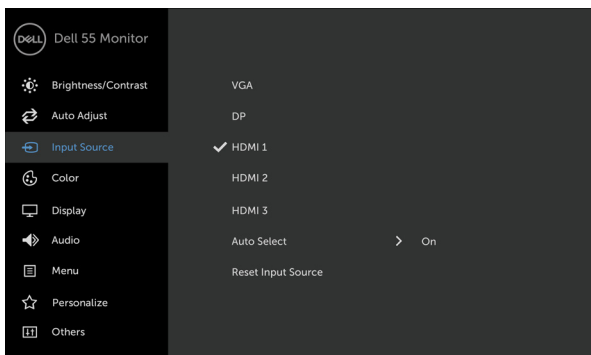 DELL Dell 55 Monitor
Brightness/Contrast
VGA
Auto Adjust
DP
Input Source
HDMI 1
Color
HDMI 2
Display
HDMI 3
Audio
Auto Select > On
Menu
Reset Input Source
Personalize
Others